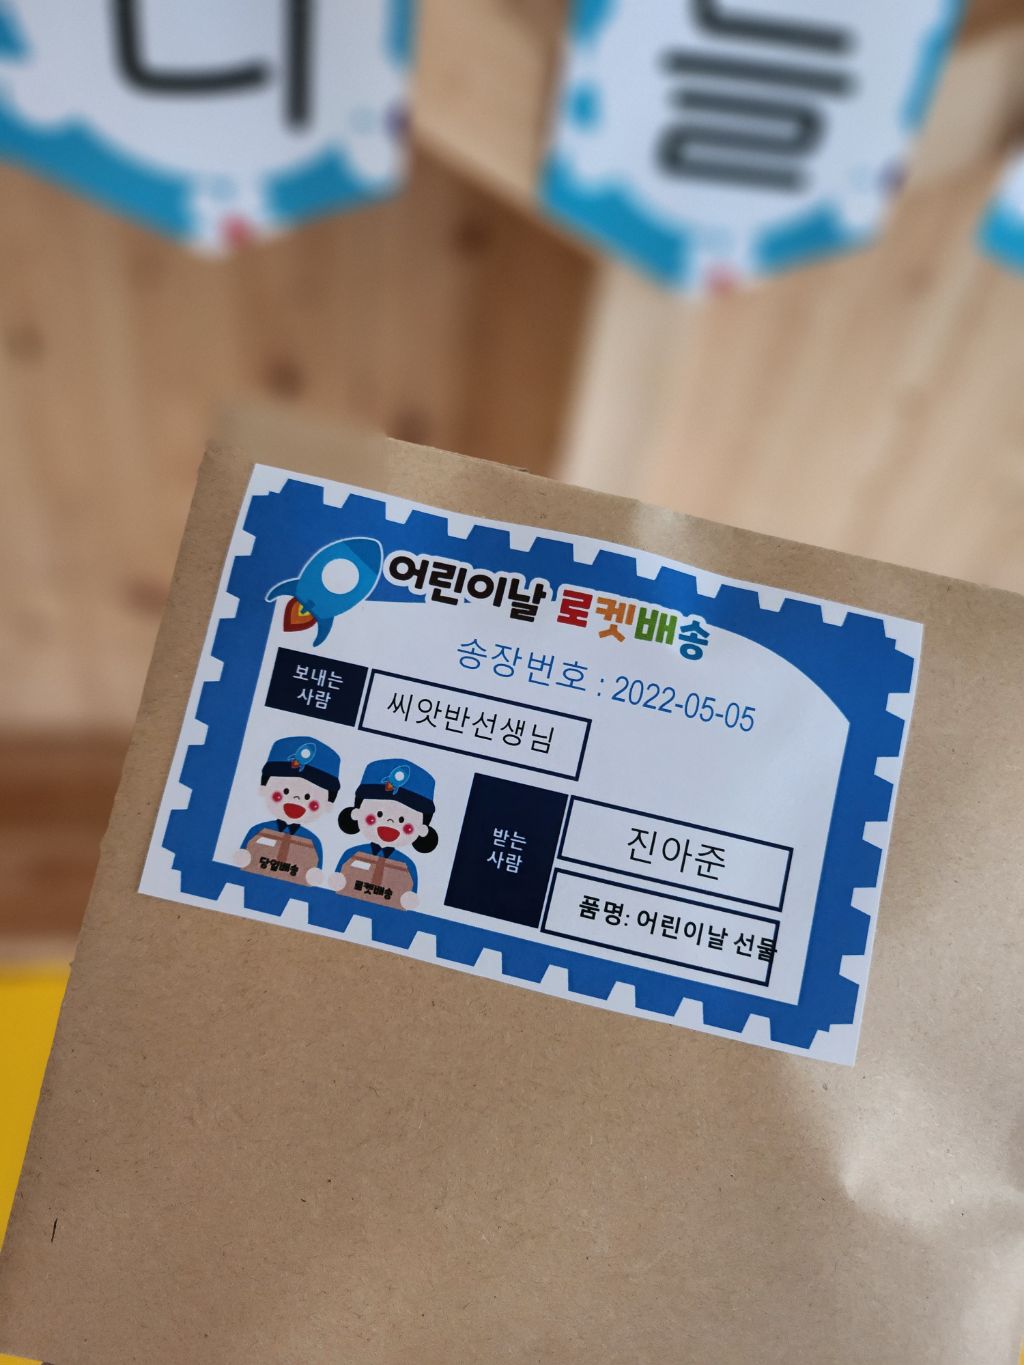 니 들
어린이날 로켓배송
송장번호 : 2022-05-05
보내는
사람
씨앗반선생님
당일배송
로켓배송
받는
사람
진아준
품명: 어린이날 선물